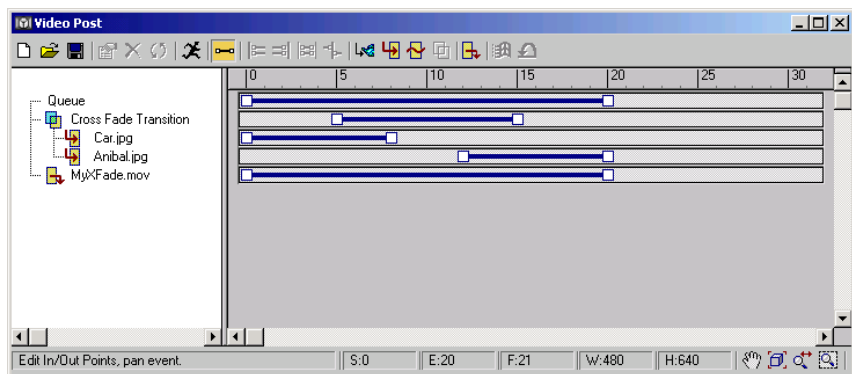 Video Post
0 5 10 15 20 25 30
Queue
Cross Fade Transition
Car.jpg
Anibal.jpg
MyXFade.mov
Edit In/Out Points, pan event. S:0 E:20 F:21 W:480 H:640